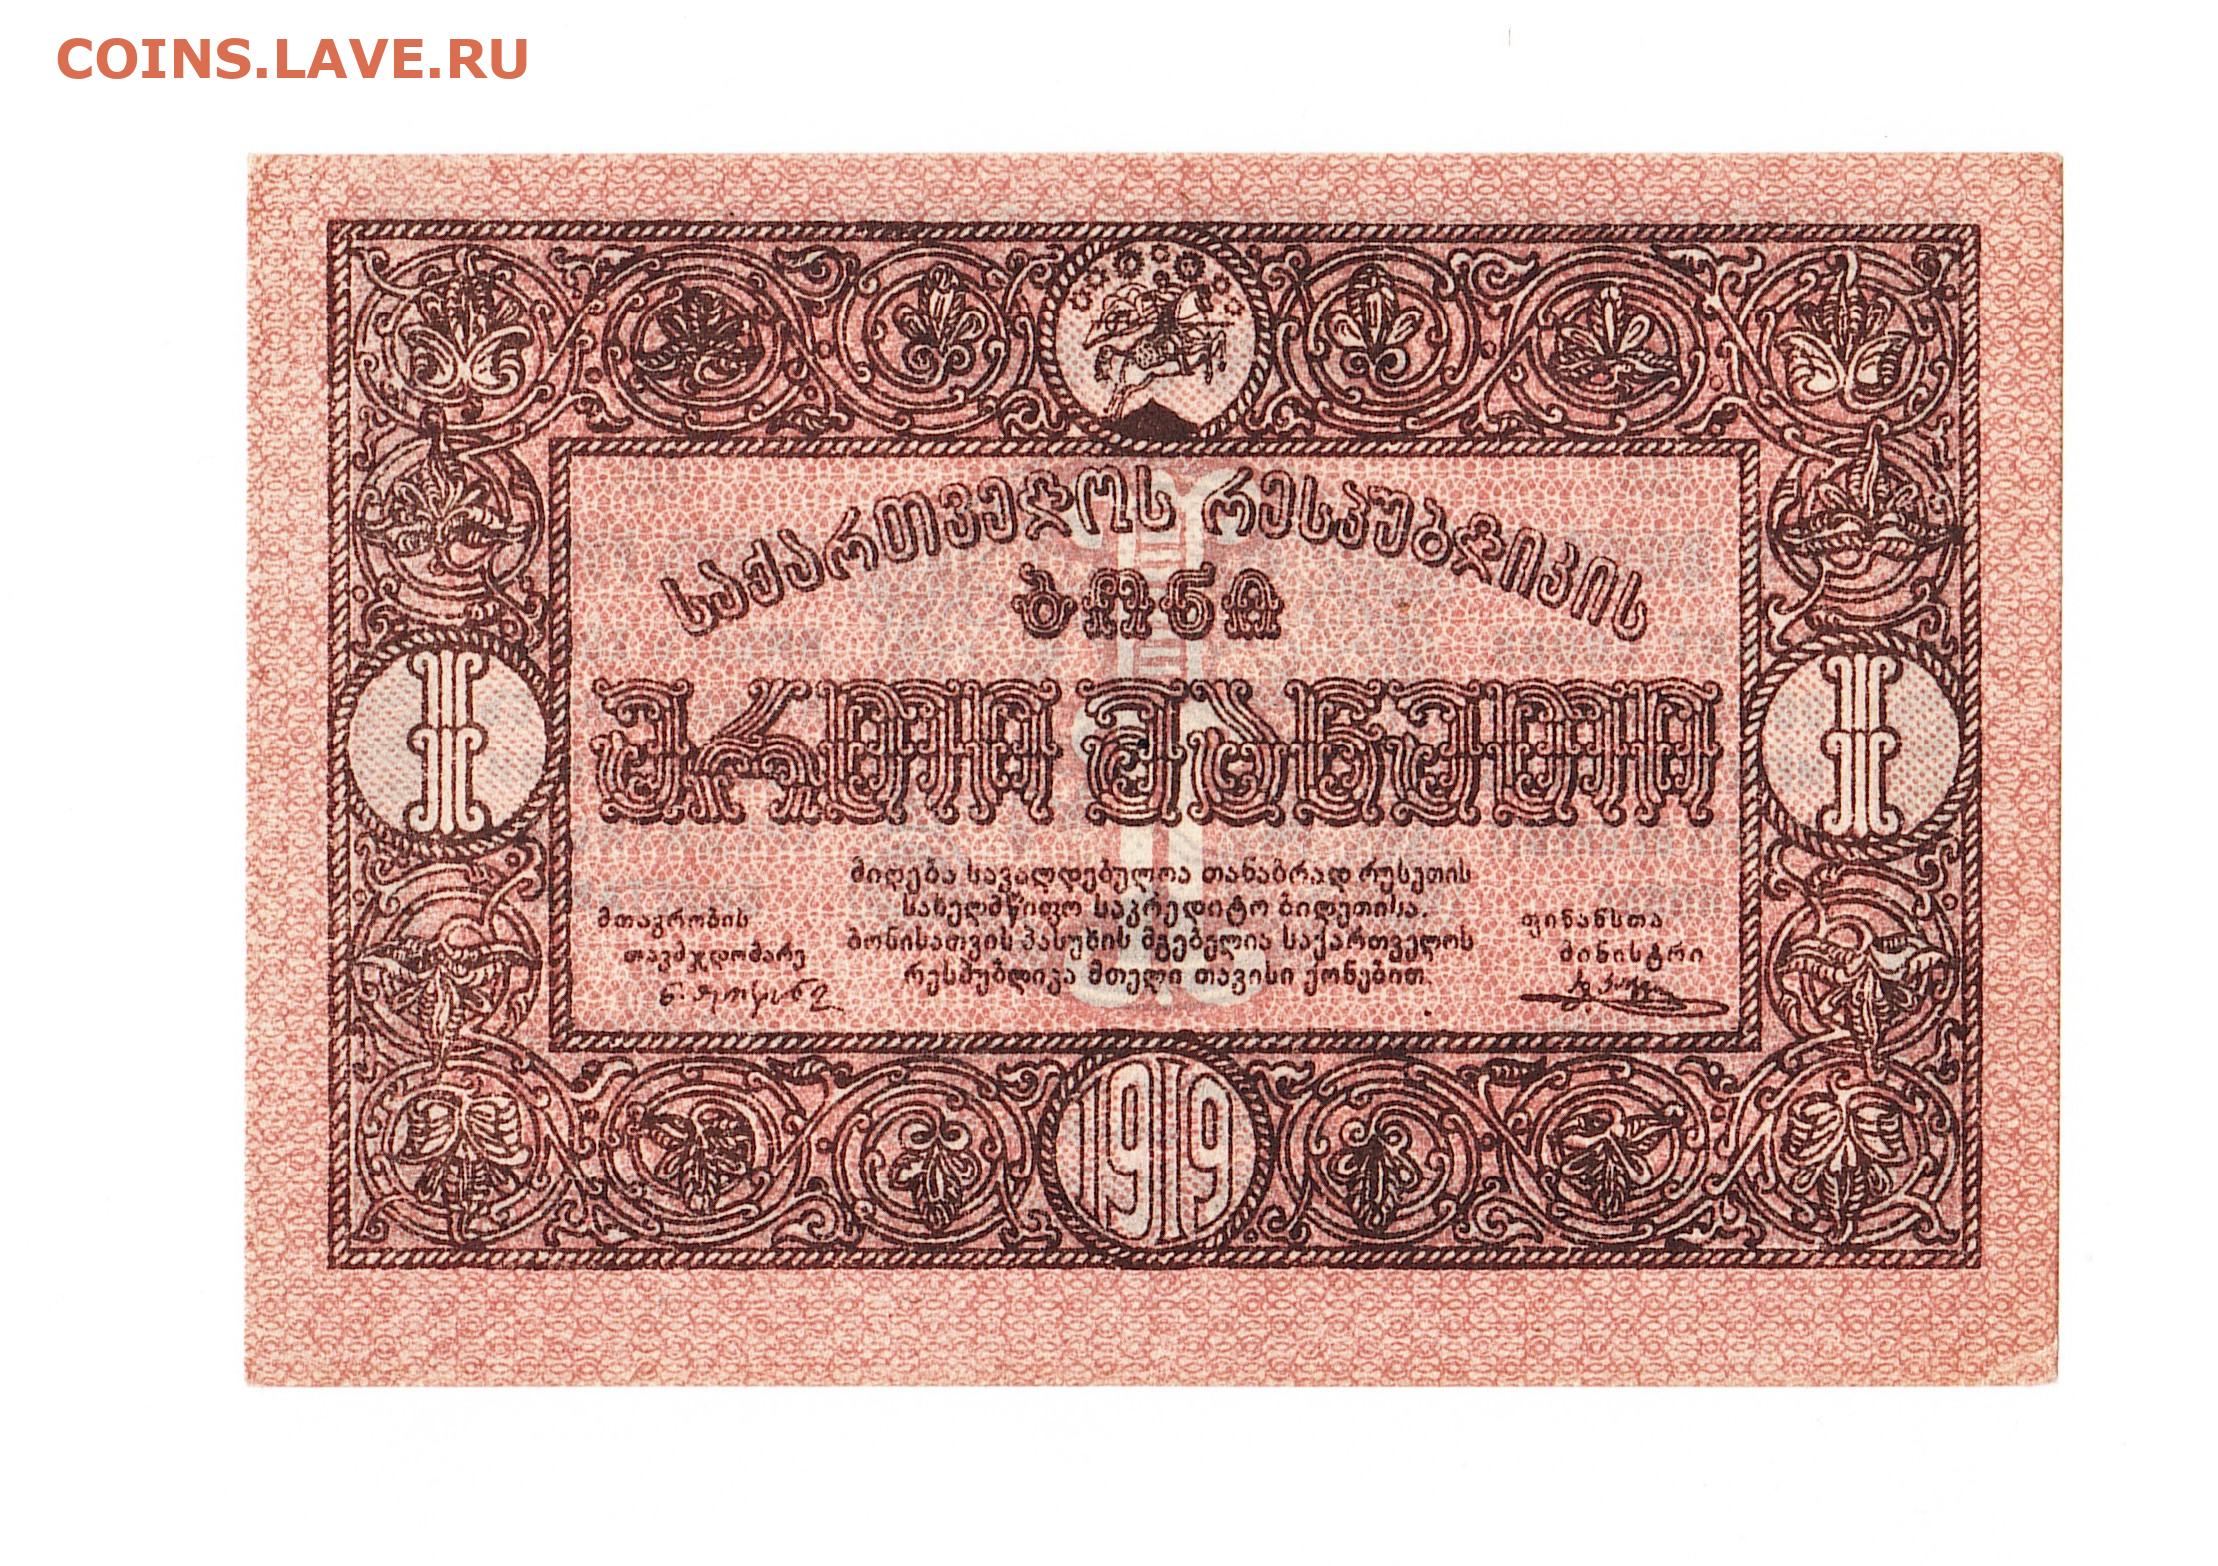 COINS.LAVE.RU
საქართველოს რესპუბლიკის
ბონი
I
ერთი მანეთი
I
მიღება სავალდებულოა თანაბრად რუსეთის
სახელმწიფო საკრედიტო ბილეთისა.
ბონისათვის პასუხის მგებელია საქართველოს
რესპუბლიკა მთელი თავისი ქონებით.
მთავრობის
თავმჯდომარე
ფინანსთა
მინისტრი
1919